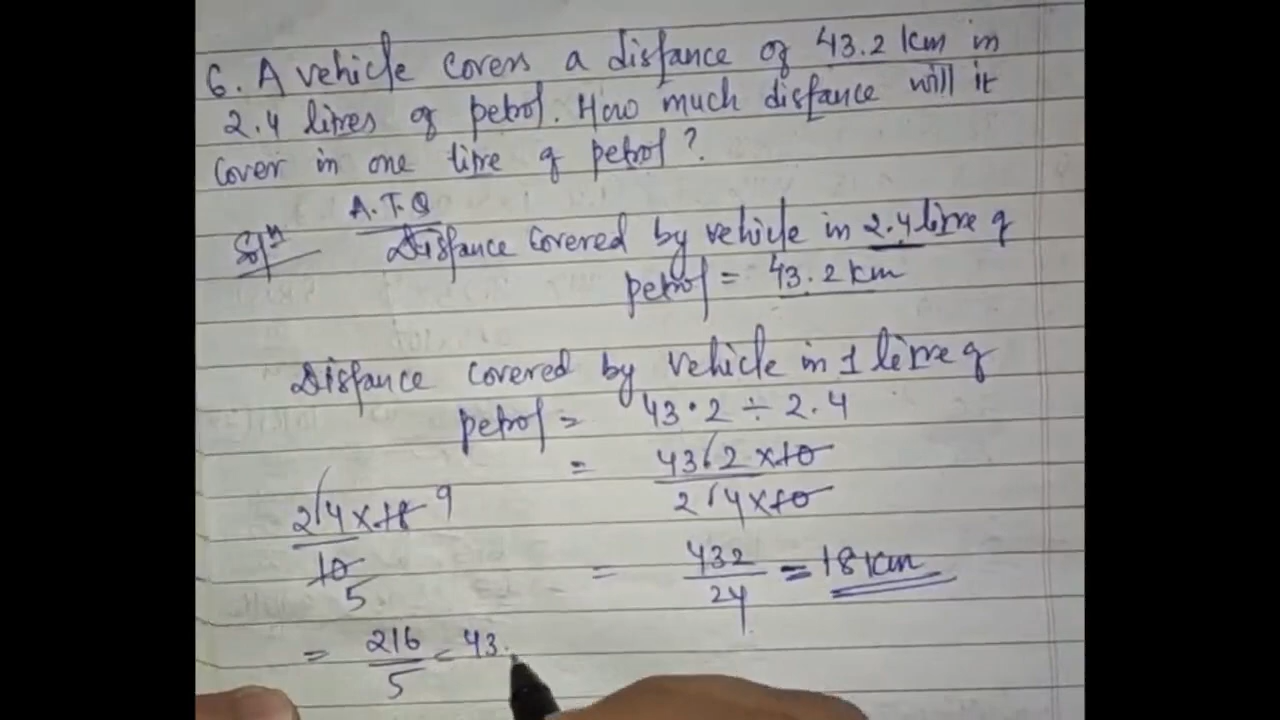 6. A vehicle covers a distance of 43.2 km in
2.4 litres of petrol. How much distance will it
cover in one litre of petrol?
A.T.Q
Solⁿ Distance covered by vehicle in 2.4 litre of
petrol = 43.2 km
Distance covered by vehicle in 1 litre of
petrol = 43.2 ÷ 2.4
= 43.2 × 10
2.4 × 10
= 432 = 18 km
24
2.4 × 18 9
10
5
= 216 = 43.
5